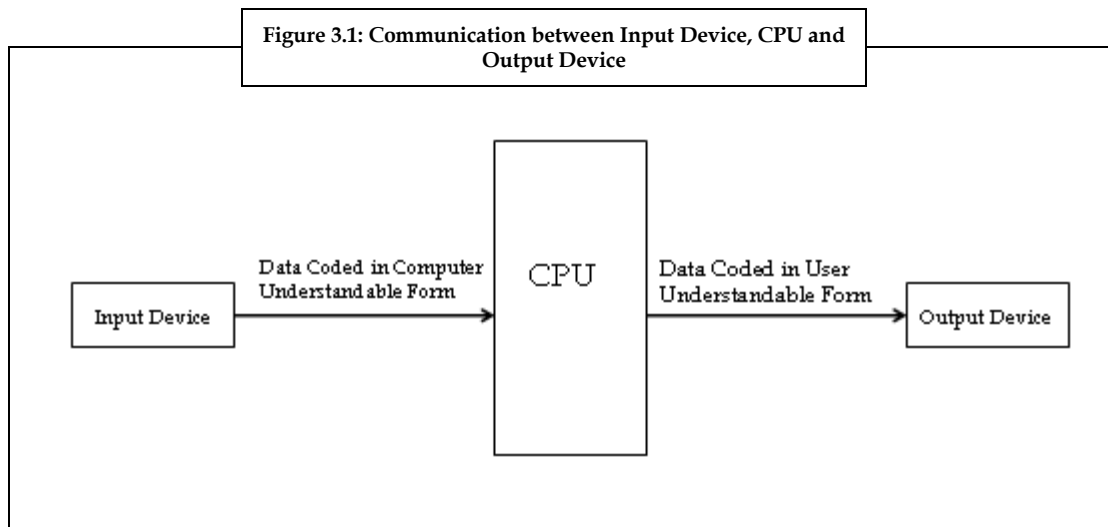 Figure 3.1: Communication between Input Device, CPU and
Output Device
Data Coded in Computer
Understandable Form
CPU
Data Coded in User
Understandable Form
Input Device
Output Device